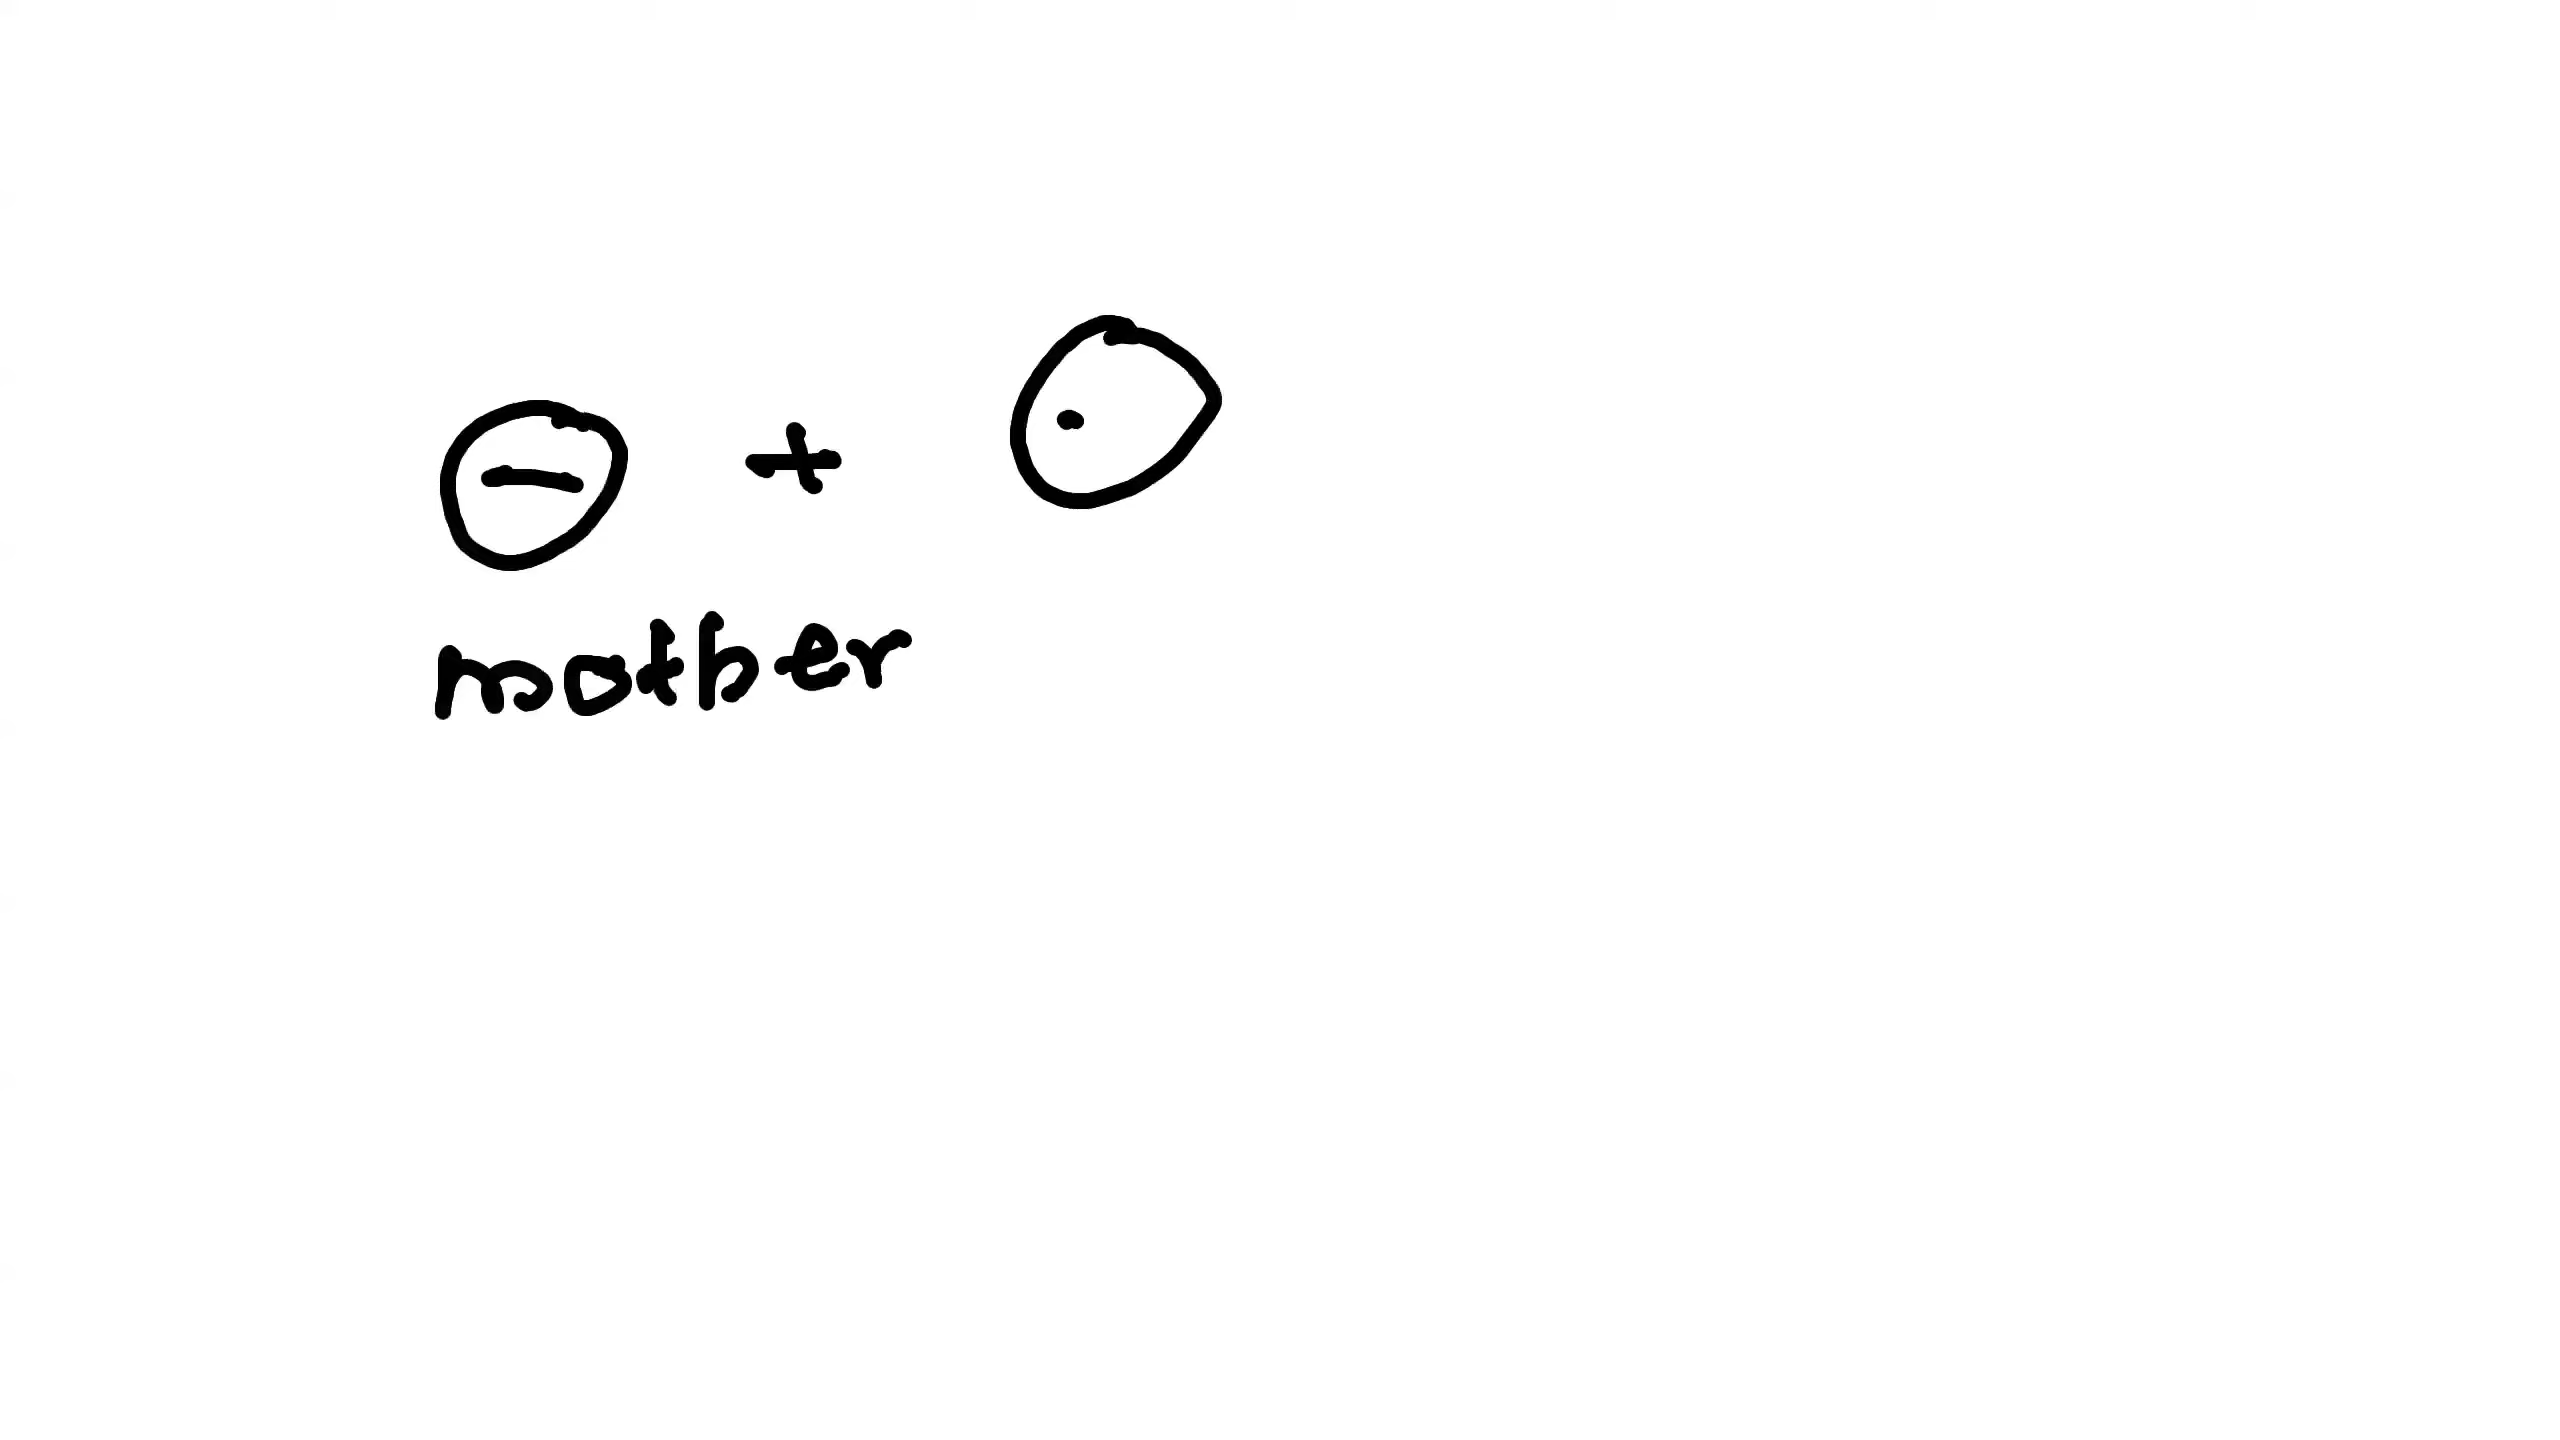 ⊖ + ⊙
mother